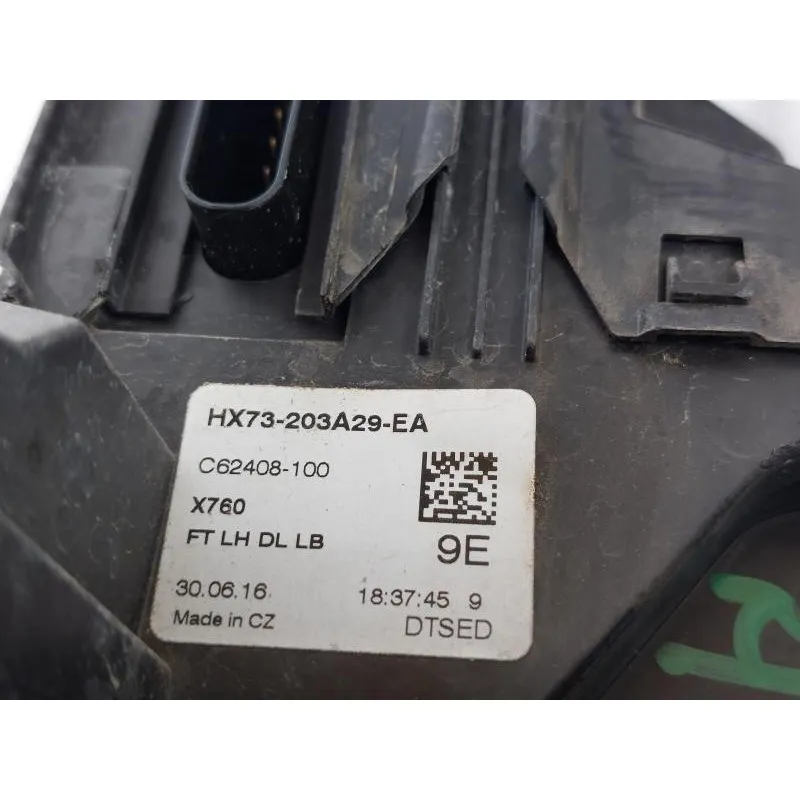 HX73-203A29-EA
C62408-100
X760
FT LH DL LB
9E
30.06.16
18:37:45 9
Made in CZ
DTSED